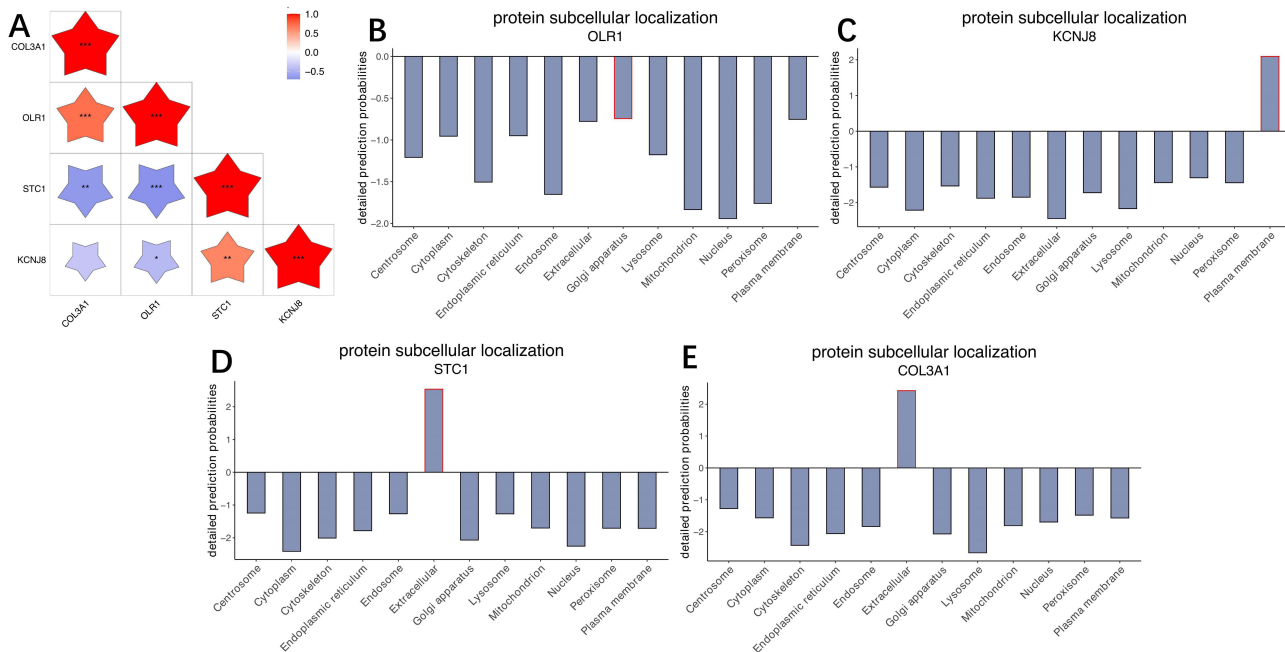 A
COL3A1
OLR1
STC1
KCNJ8
***
*** ***
** *** ***
* ** ***
COL3A1 OLR1 STC1 KCNJ8
1.0
0.5
0.0
−0.5
B
protein subcellular localization
OLR1
detailed prediction probabilities
0.0
−0.5
−1.0
−1.5
−2.0
Centrosome
Cytoplasm
Cytoskeleton
Endoplasmic reticulum
Endosome
Extracellular
Golgi apparatus
Lysosome
Mitochondrion
Nucleus
Peroxisome
Plasma membrane
C
protein subcellular localization
KCNJ8
detailed prediction probabilities
2
1
0
−1
−2
Centrosome
Cytoplasm
Cytoskeleton
Endoplasmic reticulum
Endosome
Extracellular
Golgi apparatus
Lysosome
Mitochondrion
Nucleus
Peroxisome
Plasma membrane
D
protein subcellular localization
STC1
detailed prediction probabilities
2
1
0
−1
−2
Centrosome
Cytoplasm
Cytoskeleton
Endoplasmic reticulum
Endosome
Extracellular
Golgi apparatus
Lysosome
Mitochondrion
Nucleus
Peroxisome
Plasma membrane
E
protein subcellular localization
COL3A1
detailed prediction probabilities
2
1
0
−1
−2
Centrosome
Cytoplasm
Cytoskeleton
Endoplasmic reticulum
Endosome
Extracellular
Golgi apparatus
Lysosome
Mitochondrion
Nucleus
Peroxisome
Plasma membrane